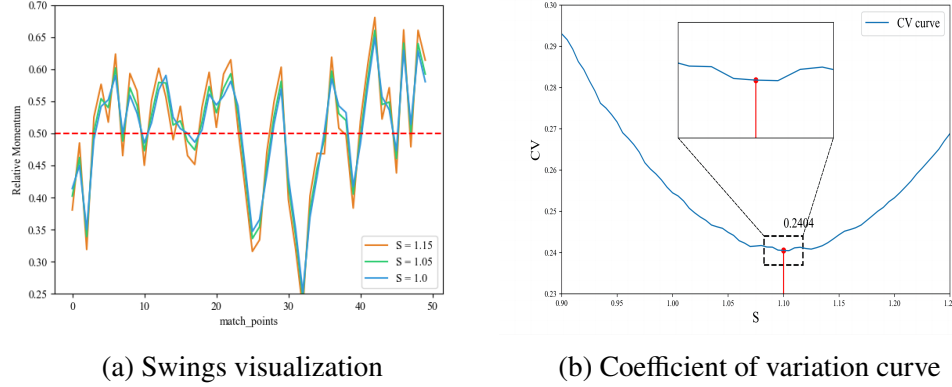 0.70
0.65
0.60
0.55
0.50
0.45
0.40
0.35
0.30
0.25
Relative Momentum
S = 1.15
S = 1.05
S = 1.0
0 10 20 30 40 50
match_points
(a) Swings visualization
0.30
0.29
0.28
0.27
0.26
0.25
0.24
0.23
CV
CV curve
0.2404
0.90 0.95 1.00 1.05 1.10 1.15 1.20
S
(b) Coefficient of variation curve